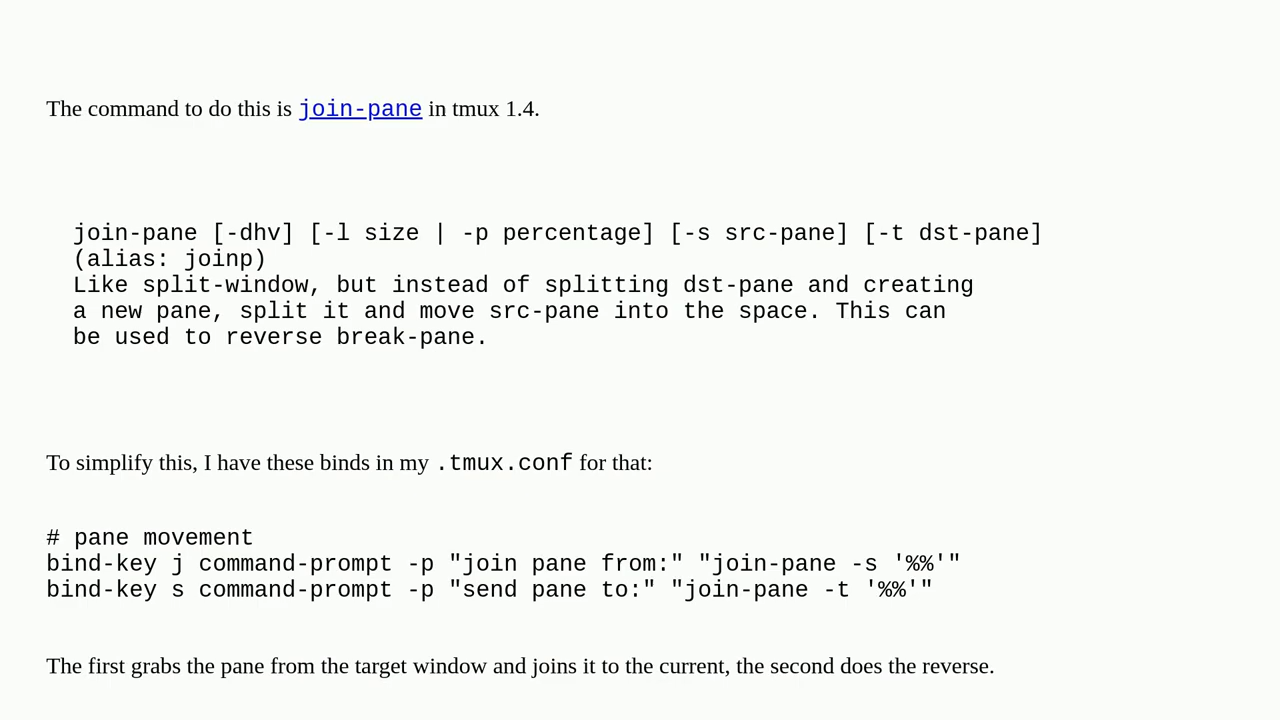 The command to do this is join-pane in tmux 1.4.
join-pane [-dhv] [-l size | -p percentage] [-s src-pane] [-t dst-pane]
(alias: joinp)
Like split-window, but instead of splitting dst-pane and creating
a new pane, split it and move src-pane into the space. This can
be used to reverse break-pane.
To simplify this, I have these binds in my .tmux.conf for that:
# pane movement
bind-key j command-prompt -p "join pane from:" "join-pane -s '%%'"
bind-key s command-prompt -p "send pane to:" "join-pane -t '%%'"
The first grabs the pane from the target window and joins it to the current, the second does the reverse.